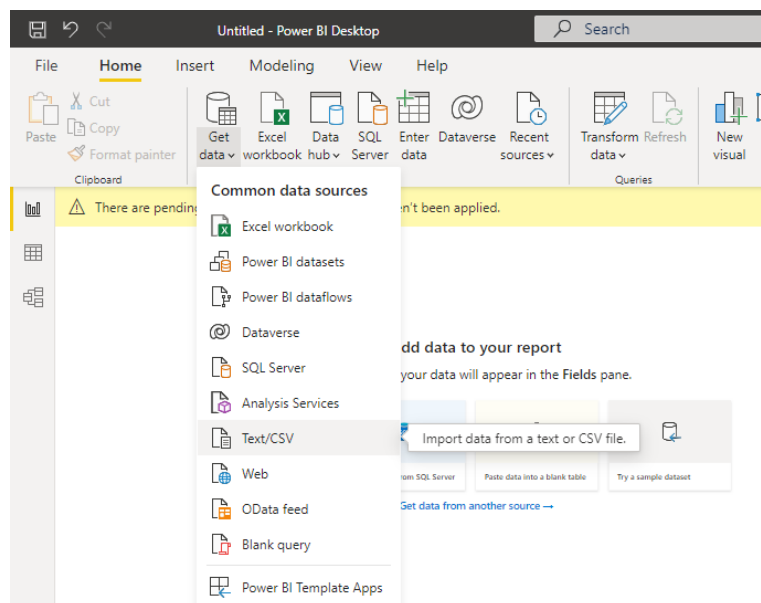 Untitled - Power BI Desktop
Search
File Home Insert Modeling View Help
Paste
Cut
Copy
Format painter
Clipboard
Get data
Excel workbook
Data hub
SQL Server
Enter data
Dataverse
Recent sources
Transform data
Refresh
Queries
New visual
There are pending
n't been applied.
Common data sources
Excel workbook
Power BI datasets
Power BI dataflows
Dataverse
SQL Server
Analysis Services
Text/CSV
Web
OData feed
Blank query
Power BI Template Apps
dd data to your report
your data will appear in the Fields pane.
Import data from a text or CSV file.
from SQL Server
Paste data into a blank table
Try a sample dataset
Get data from another source →